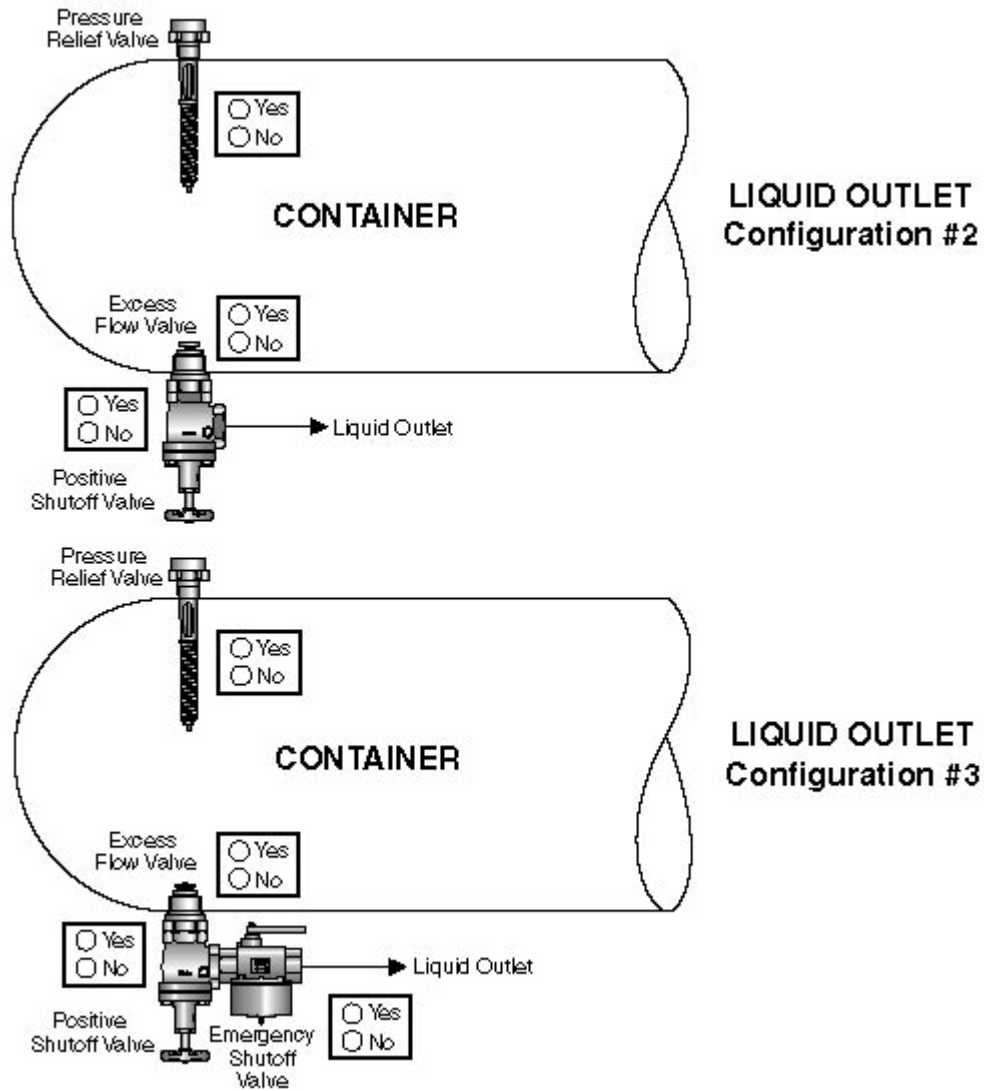 Pressure
Relief Valve
Yes
No
CONTAINER
LIQUID OUTLET
Configuration #2
Excess
Flow Valve
Yes
No
Yes
No
Liquid Outlet
Positive
Shutoff Valve
Pressure
Relief Valve
Yes
No
CONTAINER
LIQUID OUTLET
Configuration #3
Excess
Flow Valve
Yes
No
Yes
No
Liquid Outlet
Positive
Shutoff Valve
Emergency
Shutoff
Valve
Yes
No